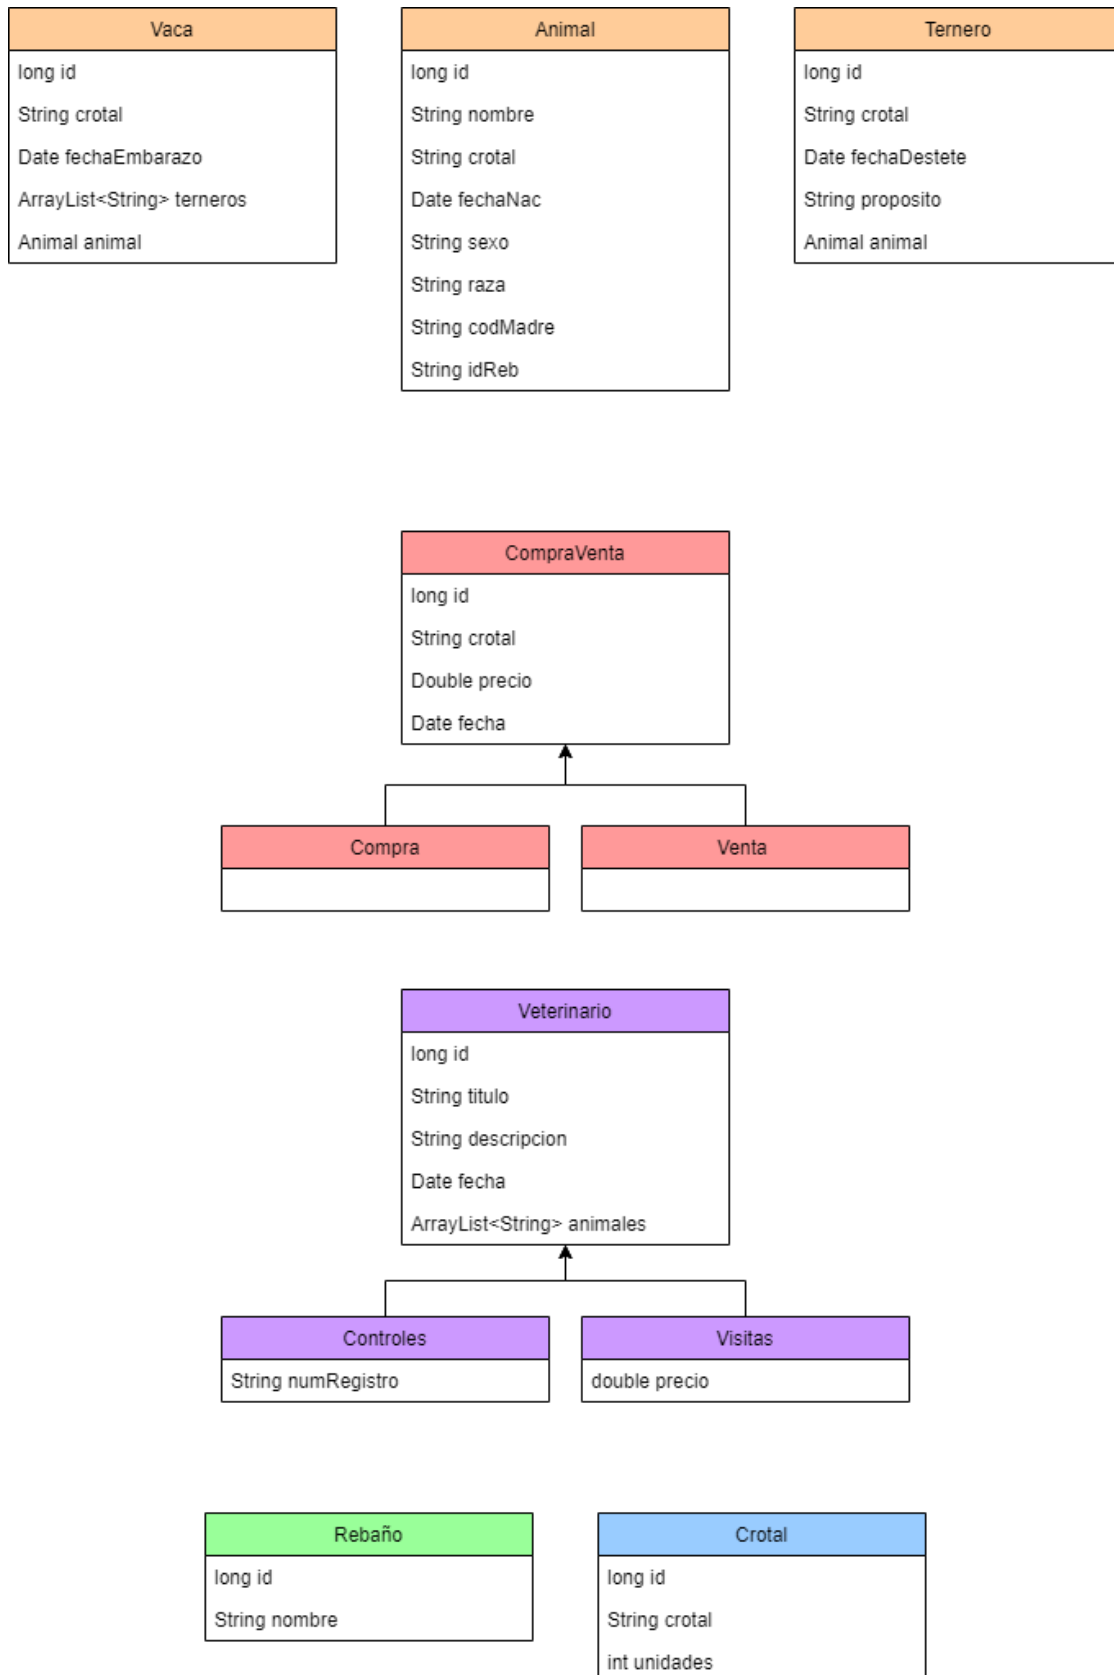 Vaca
long id
String crotal
Date fechaEmbarazo
ArrayList<String> terneros
Animal animal
Animal
long id
String nombre
String crotal
Date fechaNac
String sexo
String raza
String codMadre
String idReb
Ternero
long id
String crotal
Date fechaDestete
String proposito
Animal animal
CompraVenta
long id
String crotal
Double precio
Date fecha
Compra
Venta
Veterinario
long id
String titulo
String descripcion
Date fecha
ArrayList<String> animales
Controles
String numRegistro
Visitas
double precio
Rebaño
long id
String nombre
Crotal
long id
String crotal
int unidades